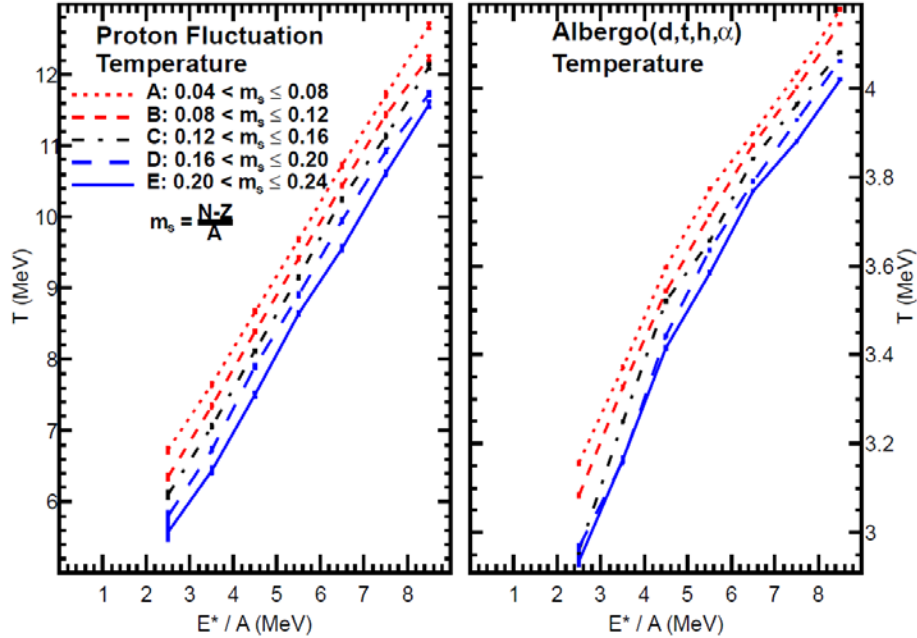 Proton Fluctuation
Temperature
A: 0.04 < mₛ ≤ 0.08
B: 0.08 < mₛ ≤ 0.12
C: 0.12 < mₛ ≤ 0.16
D: 0.16 < mₛ ≤ 0.20
E: 0.20 < mₛ ≤ 0.24
mₛ = N-Z
A
T (MeV)
12
11
10
9
8
7
6
1 2 3 4 5 6 7 8
E* / A (MeV)
Albergo(d,t,h,α)
Temperature
4
3.8
3.6
3.4
3.2
3
T (MeV)
1 2 3 4 5 6 7 8
E* / A (MeV)